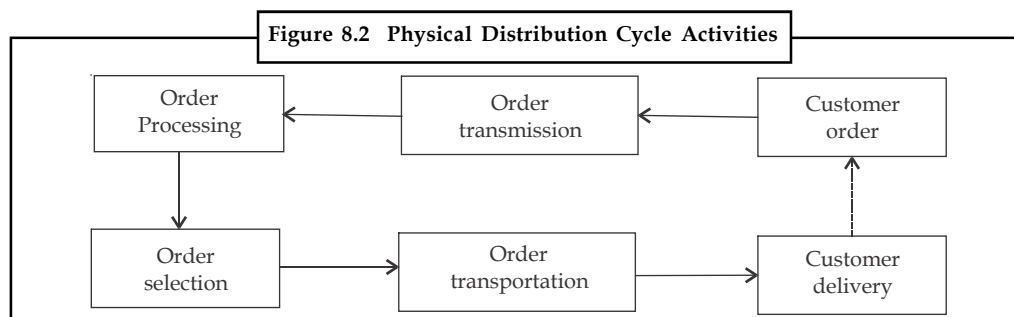 Figure 8.2 Physical Distribution Cycle Activities
Order
Processing
Order
transmission
Customer
order
Order
selection
Order
transportation
Customer
delivery